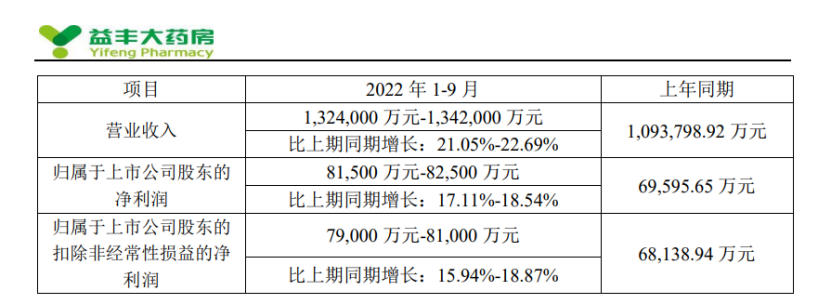 益丰大药房
Yifeng Pharmacy
项目
2022 年 1-9 月
上年同期
营业收入
1,324,000 万元-1,342,000 万元
比上期同期增长：21.05%-22.69%
1,093,798.92 万元
归属于上市公司股东的
净利润
81,500 万元-82,500 万元
比上期同期增长：17.11%-18.54%
69,595.65 万元
归属于上市公司股东的
扣除非经常性损益的净
利润
79,000 万元-81,000 万元
比上期同期增长：15.94%-18.87%
68,138.94 万元